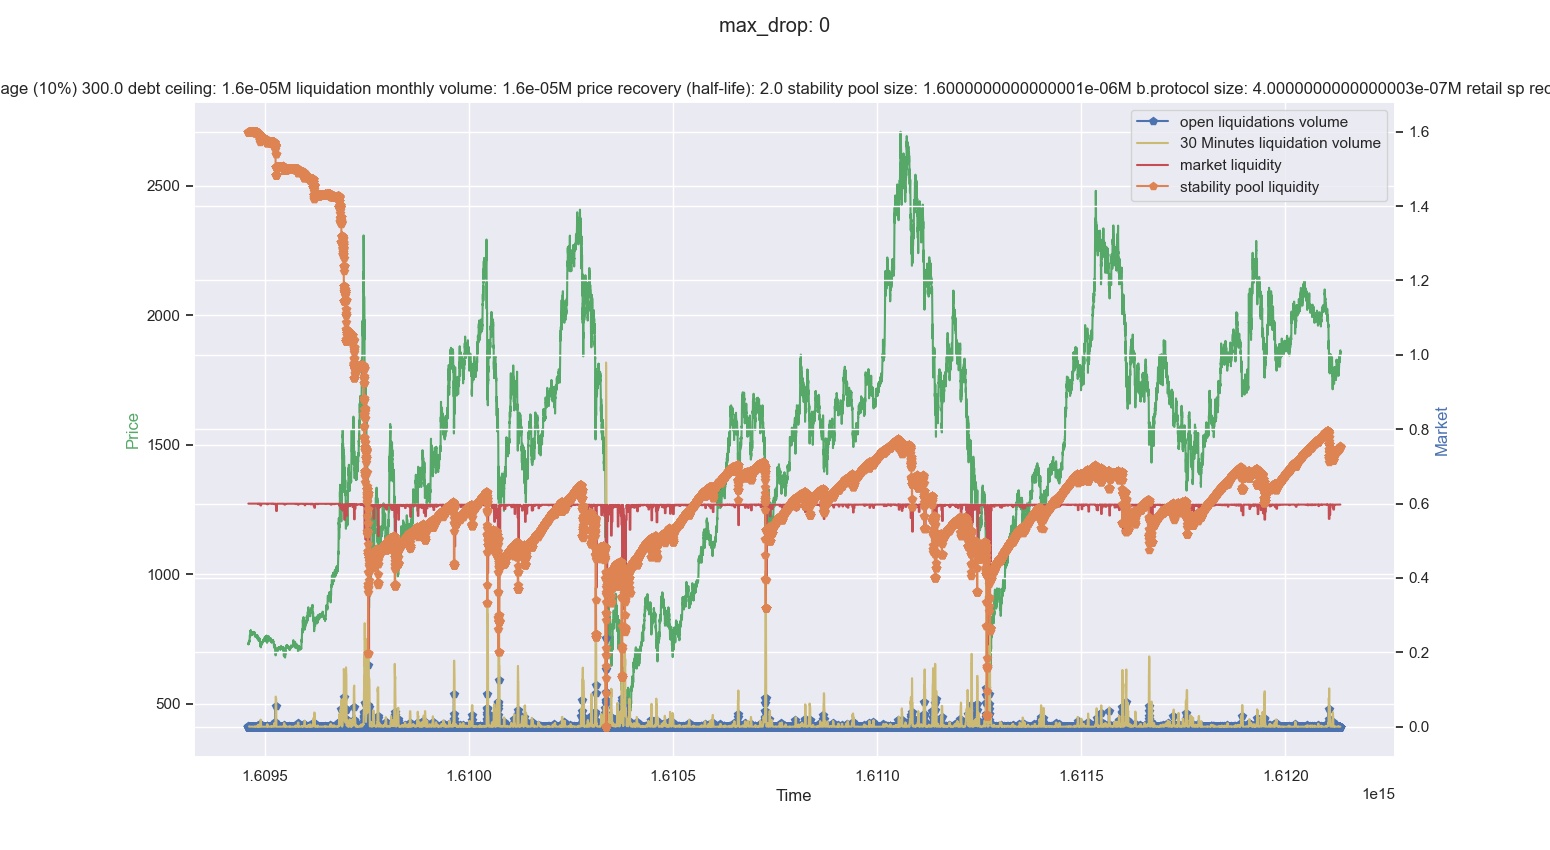 max_drop: 0
age (10%) 300.0 debt ceiling: 1.6e-05M liquidation monthly volume: 1.6e-05M price recovery (half-life): 2.0 stability pool size: 1.6000000000000001e-06M b.protocol size: 4.0000000000000003e-07M retail sp rec
open liquidations volume
30 Minutes liquidation volume
market liquidity
stability pool liquidity
2500
2000
1500
1000
500
Price
1.6
1.4
1.2
1.0
0.8
0.6
0.4
0.2
0.0
Market
1.6095
1.6100
1.6105
1.6110
1.6115
1.6120
1e15
Time